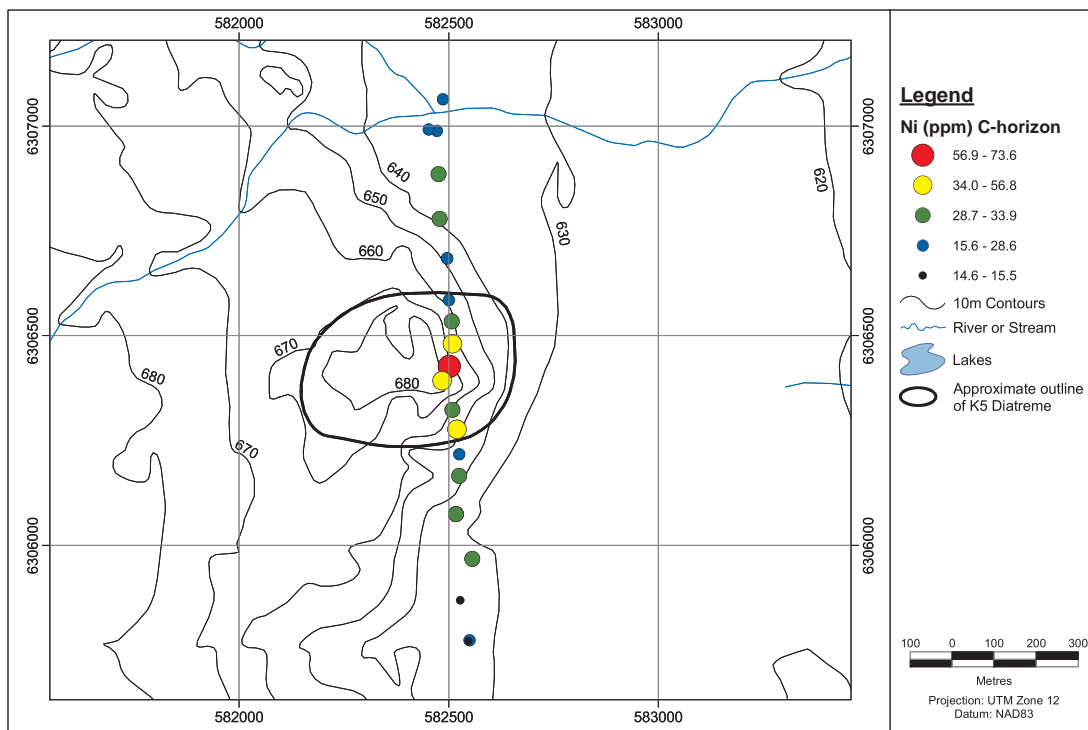 582000
582500
583000
6307000
6307000
640
650
620
630
660
6306500
6306500
670
680
680
670
6306000
6306000
582000
582500
583000
Legend
Ni (ppm) C-horizon
56.9 - 73.6
34.0 - 56.8
28.7 - 33.9
15.6 - 28.6
14.6 - 15.5
10m Contours
River or Stream
Lakes
Approximate outline
of K5 Diatreme
100 0 100 200 300
Metres
Projection: UTM Zone 12
Datum: NAD83